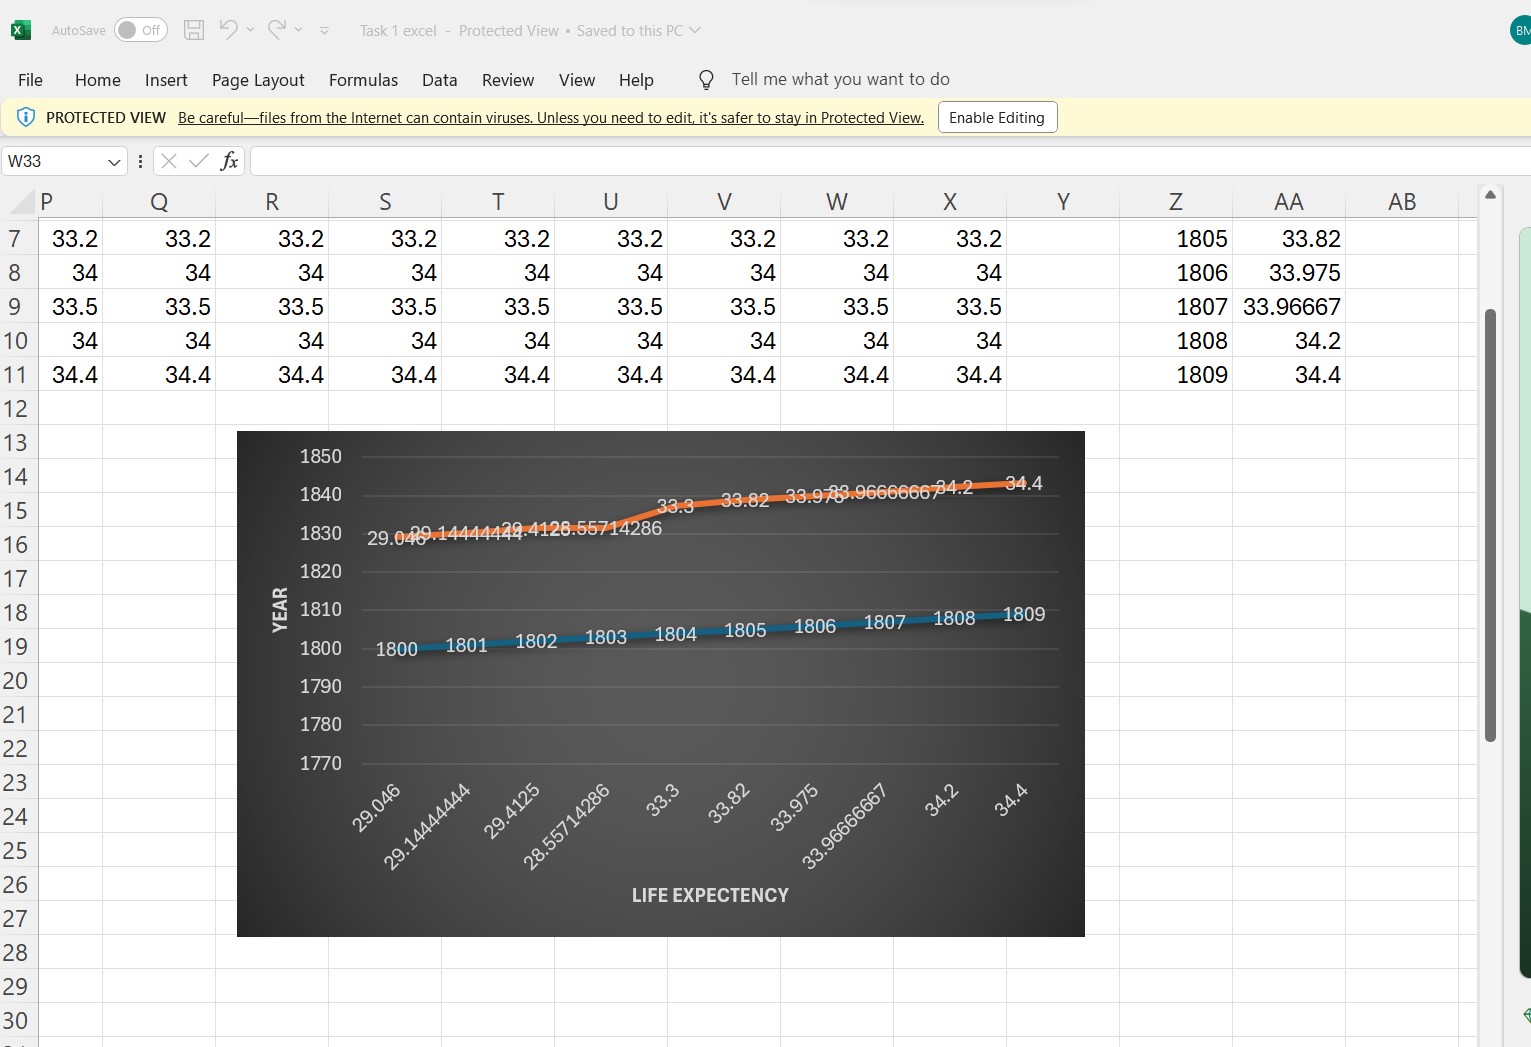 AutoSave Off Task 1 excel - Protected View • Saved to this PC
File Home Insert Page Layout Formulas Data Review View Help Tell me what you want to do
PROTECTED VIEW Be careful—files from the Internet can contain viruses. Unless you need to edit, it's safer to stay in Protected View. Enable Editing
W33 fx
P Q R S T U V W X Y Z AA AB
7 33.2 33.2 33.2 33.2 33.2 33.2 33.2 33.2 33.2 1805 33.82
8 34 34 34 34 34 34 34 34 34 1806 33.975
9 33.5 33.5 33.5 33.5 33.5 33.5 33.5 33.5 33.5 1807 33.96667
10 34 34 34 34 34 34 34 34 34 1808 34.2
11 34.4 34.4 34.4 34.4 34.4 34.4 34.4 34.4 34.4 1809 34.4
12
13
14
15
16
17
18
19
20
21
22
23
24
25
26
27
28
29
30
1850
1840
1830
1820
1810
1800
1790
1780
1770
YEAR
29.046 29.14444444 29.4125 28.55714286 33.3 33.82 33.975 33.96666667 34.2 34.4
1800 1801 1802 1803 1804 1805 1806 1807 1808 1809
29.046 29.14444444 29.4125 28.55714286 33.3 33.82 33.975 33.96666667 34.2 34.4
LIFE EXPECTENCY